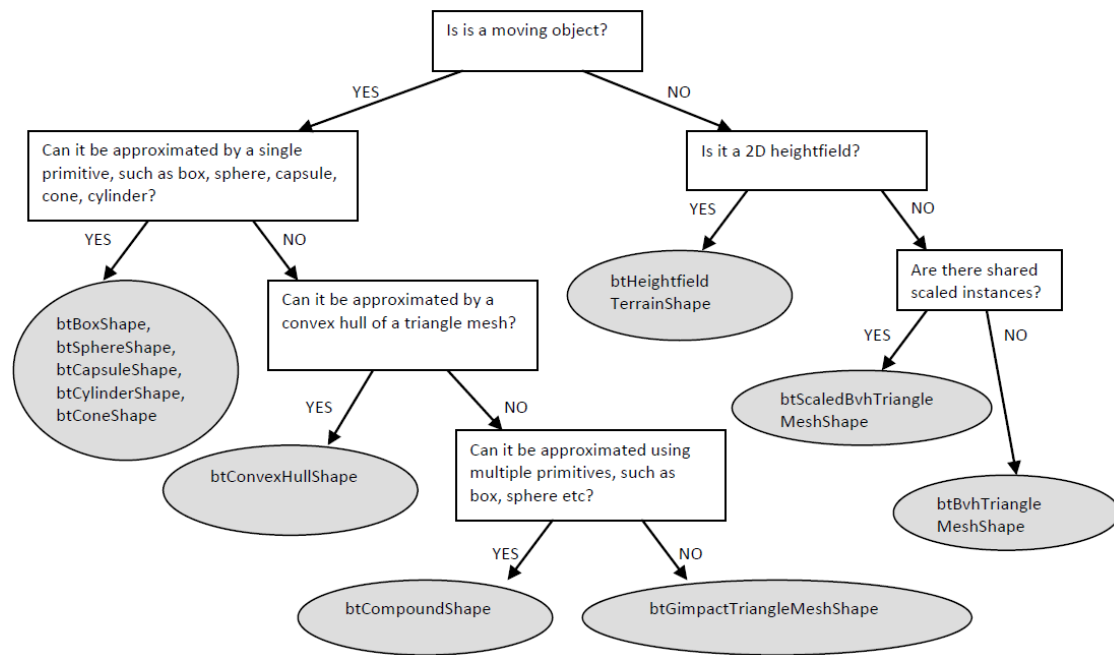 Is is a moving object?
YES
NO
Can it be approximated by a single
primitive, such as box, sphere, capsule,
cone, cylinder?
Is it a 2D heightfield?
YES
NO
YES
NO
btBoxShape,
btSphereShape,
btCapsuleShape,
btCylinderShape,
btConeShape
Can it be approximated by a
convex hull of a triangle mesh?
btHeightfield
TerrainShape
Are there shared
scaled instances?
YES
NO
YES
NO
btConvexHullShape
Can it be approximated using
multiple primitives, such as
box, sphere etc?
btScaledBvhTriangle
MeshShape
btBvhTriangle
MeshShape
YES
NO
btCompoundShape
btGimpactTriangleMeshShape